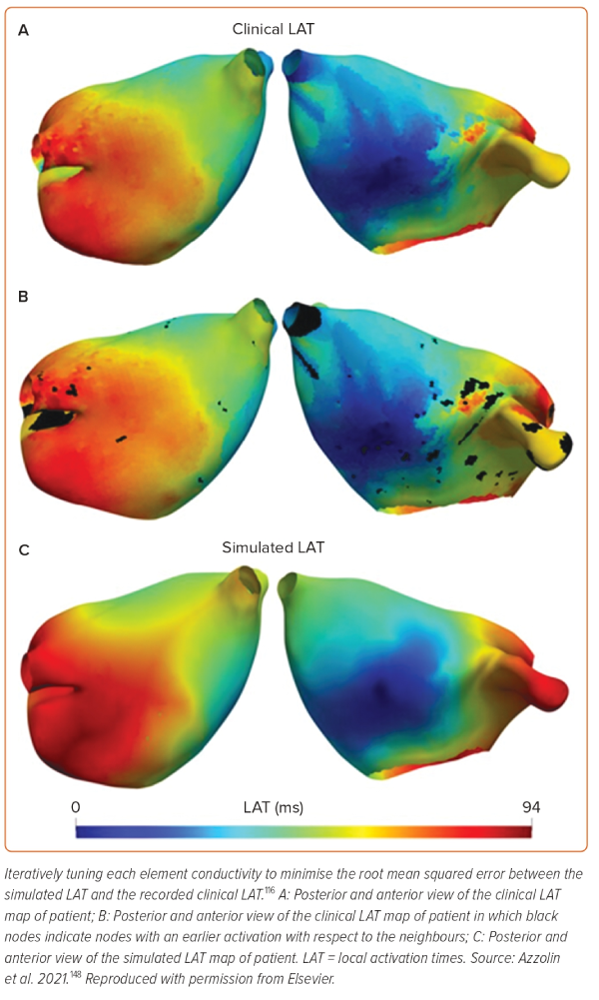 A
Clinical LAT
B
C
Simulated LAT
0
LAT (ms)
94
Iteratively tuning each element conductivity to minimise the root mean squared error between the
simulated LAT and the recorded clinical LAT.116 A: Posterior and anterior view of the clinical LAT
map of patient; B: Posterior and anterior view of the clinical LAT map of patient in which black
nodes indicate nodes with an earlier activation with respect to the neighbours; C: Posterior and
anterior view of the simulated LAT map of patient. LAT = local activation times. Source: Azzolin
et al. 2021.148 Reproduced with permission from Elsevier.